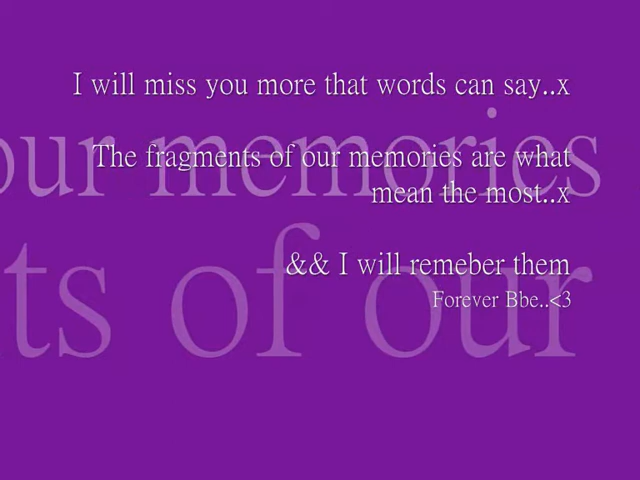 I will miss you more that words can say..x
our memories
The fragments of our memories are what
mean the most..x
ts of our
&& I will remeber them
Forever Bbe..<3